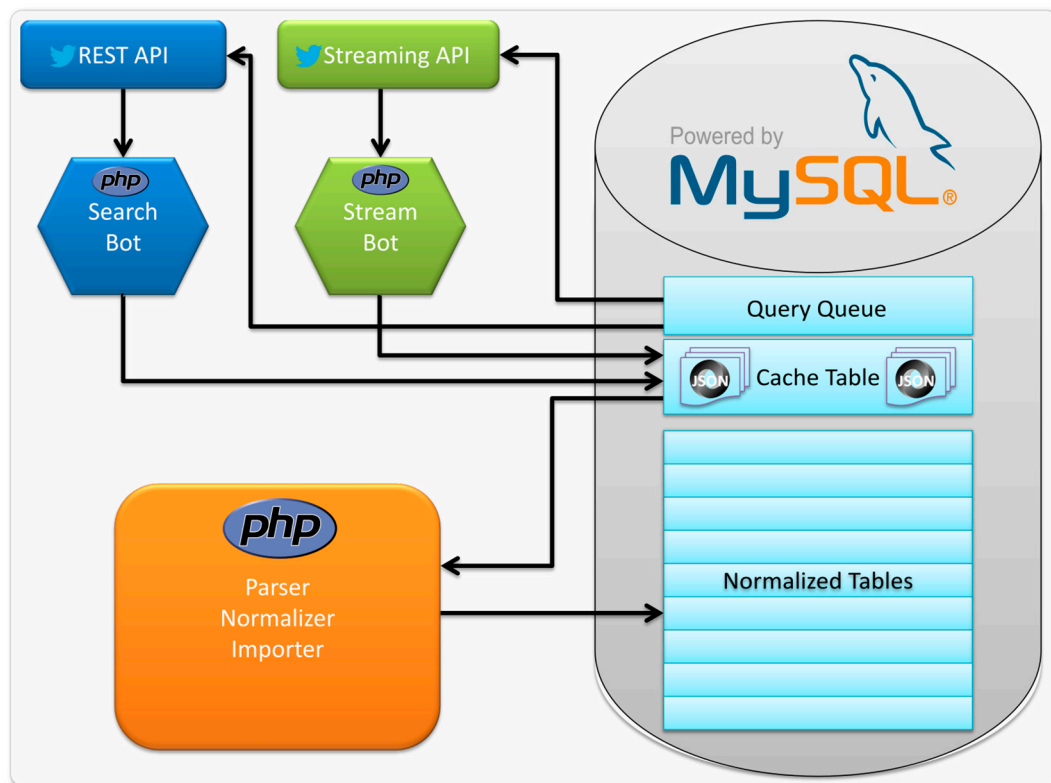 REST API
Streaming API
php
Search
Bot
php
Stream
Bot
Powered by
MySQL®
Query Queue
JSON
Cache Table
JSON
php
Parser
Normalizer
Importer
Normalized Tables